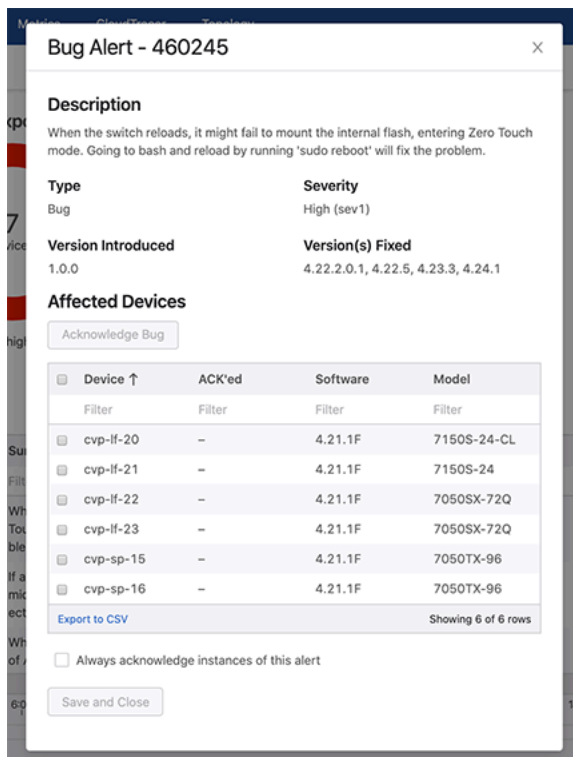 Metrics CloudTracer Topology
Bug Alert - 460245
Description
When the switch reloads, it might fail to mount the internal flash, entering Zero Touch
mode. Going to bash and reload by running 'sudo reboot' will fix the problem.
Type Severity
Bug High (sev1)
Version Introduced Version(s) Fixed
1.0.0 4.22.2.0.1, 4.22.5, 4.23.3, 4.24.1
Affected Devices
Acknowledge Bug
Device ↑ ACK'ed Software Model
Filter Filter Filter Filter
cvp-lf-20 – 4.21.1F 7150S-24-CL
cvp-lf-21 – 4.21.1F 7150S-24
cvp-lf-22 – 4.21.1F 7050SX-72Q
cvp-lf-23 – 4.21.1F 7050SX-72Q
cvp-sp-15 – 4.21.1F 7050TX-96
cvp-sp-16 – 4.21.1F 7050TX-96
Export to CSV Showing 6 of 6 rows
Always acknowledge instances of this alert
Save and Close